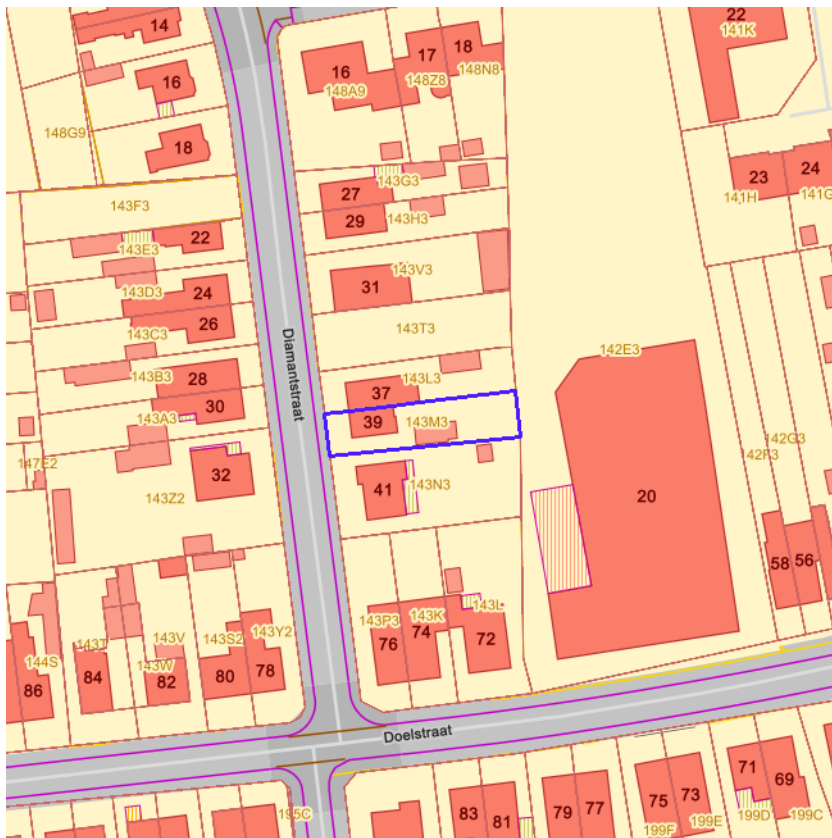 14
22
141K
17
18
16
148Z8
148N8
148A9
16
148G9
18
23
24
141H
141G
143G3
27
29
143H3
143F3
22
143E3
143V3
31
24
143D3
26
143C3
143T3
Diamantstraat
142E3
28
143B3
30
143A3
37
143L3
39
143M3
142G3
42F3
147E2
32
143Z2
41
143N3
20
58
56
143P3
143K
143L
76
74
72
144S
143T
143V
143S2
143Y2
86
84
143W
82
80
78
Doelstraat
195C
83
81
79
77
75
73
71
69
199F
199E
199D
199C